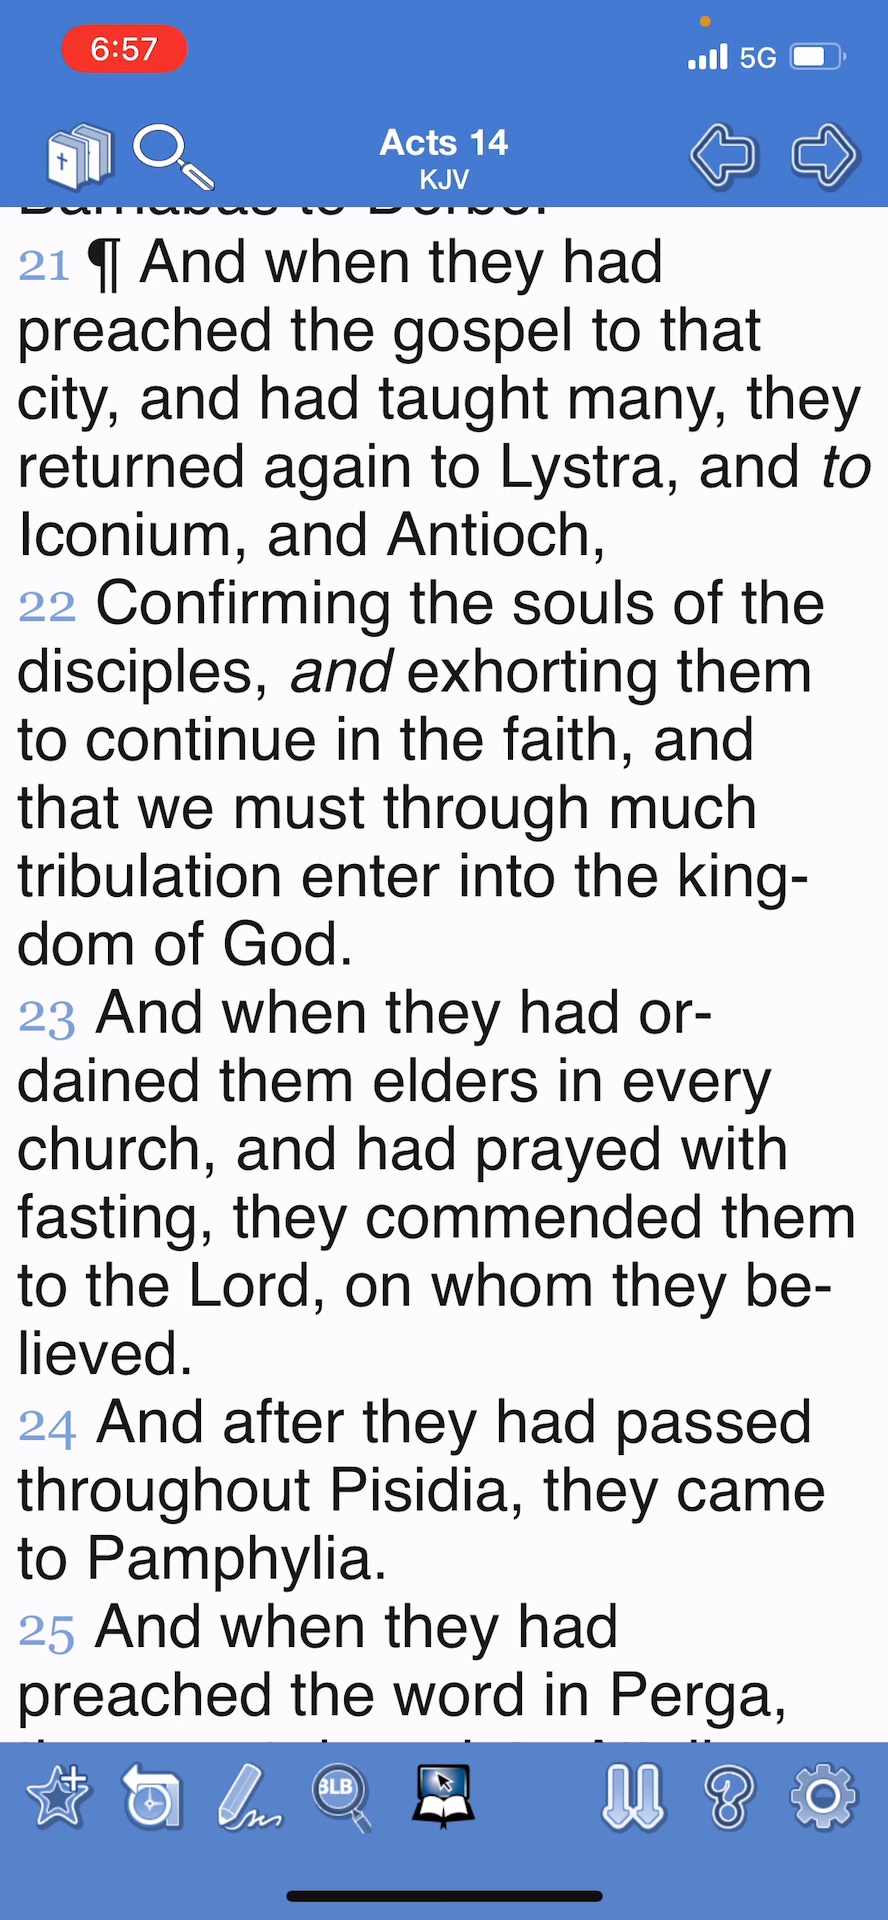 6:57
5G
Acts 14
KJV
Barnabas to Derbe.
21 ¶ And when they had
preached the gospel to that
city, and had taught many, they
returned again to Lystra, and to
Iconium, and Antioch,
22 Confirming the souls of the
disciples, and exhorting them
to continue in the faith, and
that we must through much
tribulation enter into the king-
dom of God.
23 And when they had or-
dained them elders in every
church, and had prayed with
fasting, they commended them
to the Lord, on whom they be-
lieved.
24 And after they had passed
throughout Pisidia, they came
to Pamphylia.
25 And when they had
preached the word in Perga,
BLB